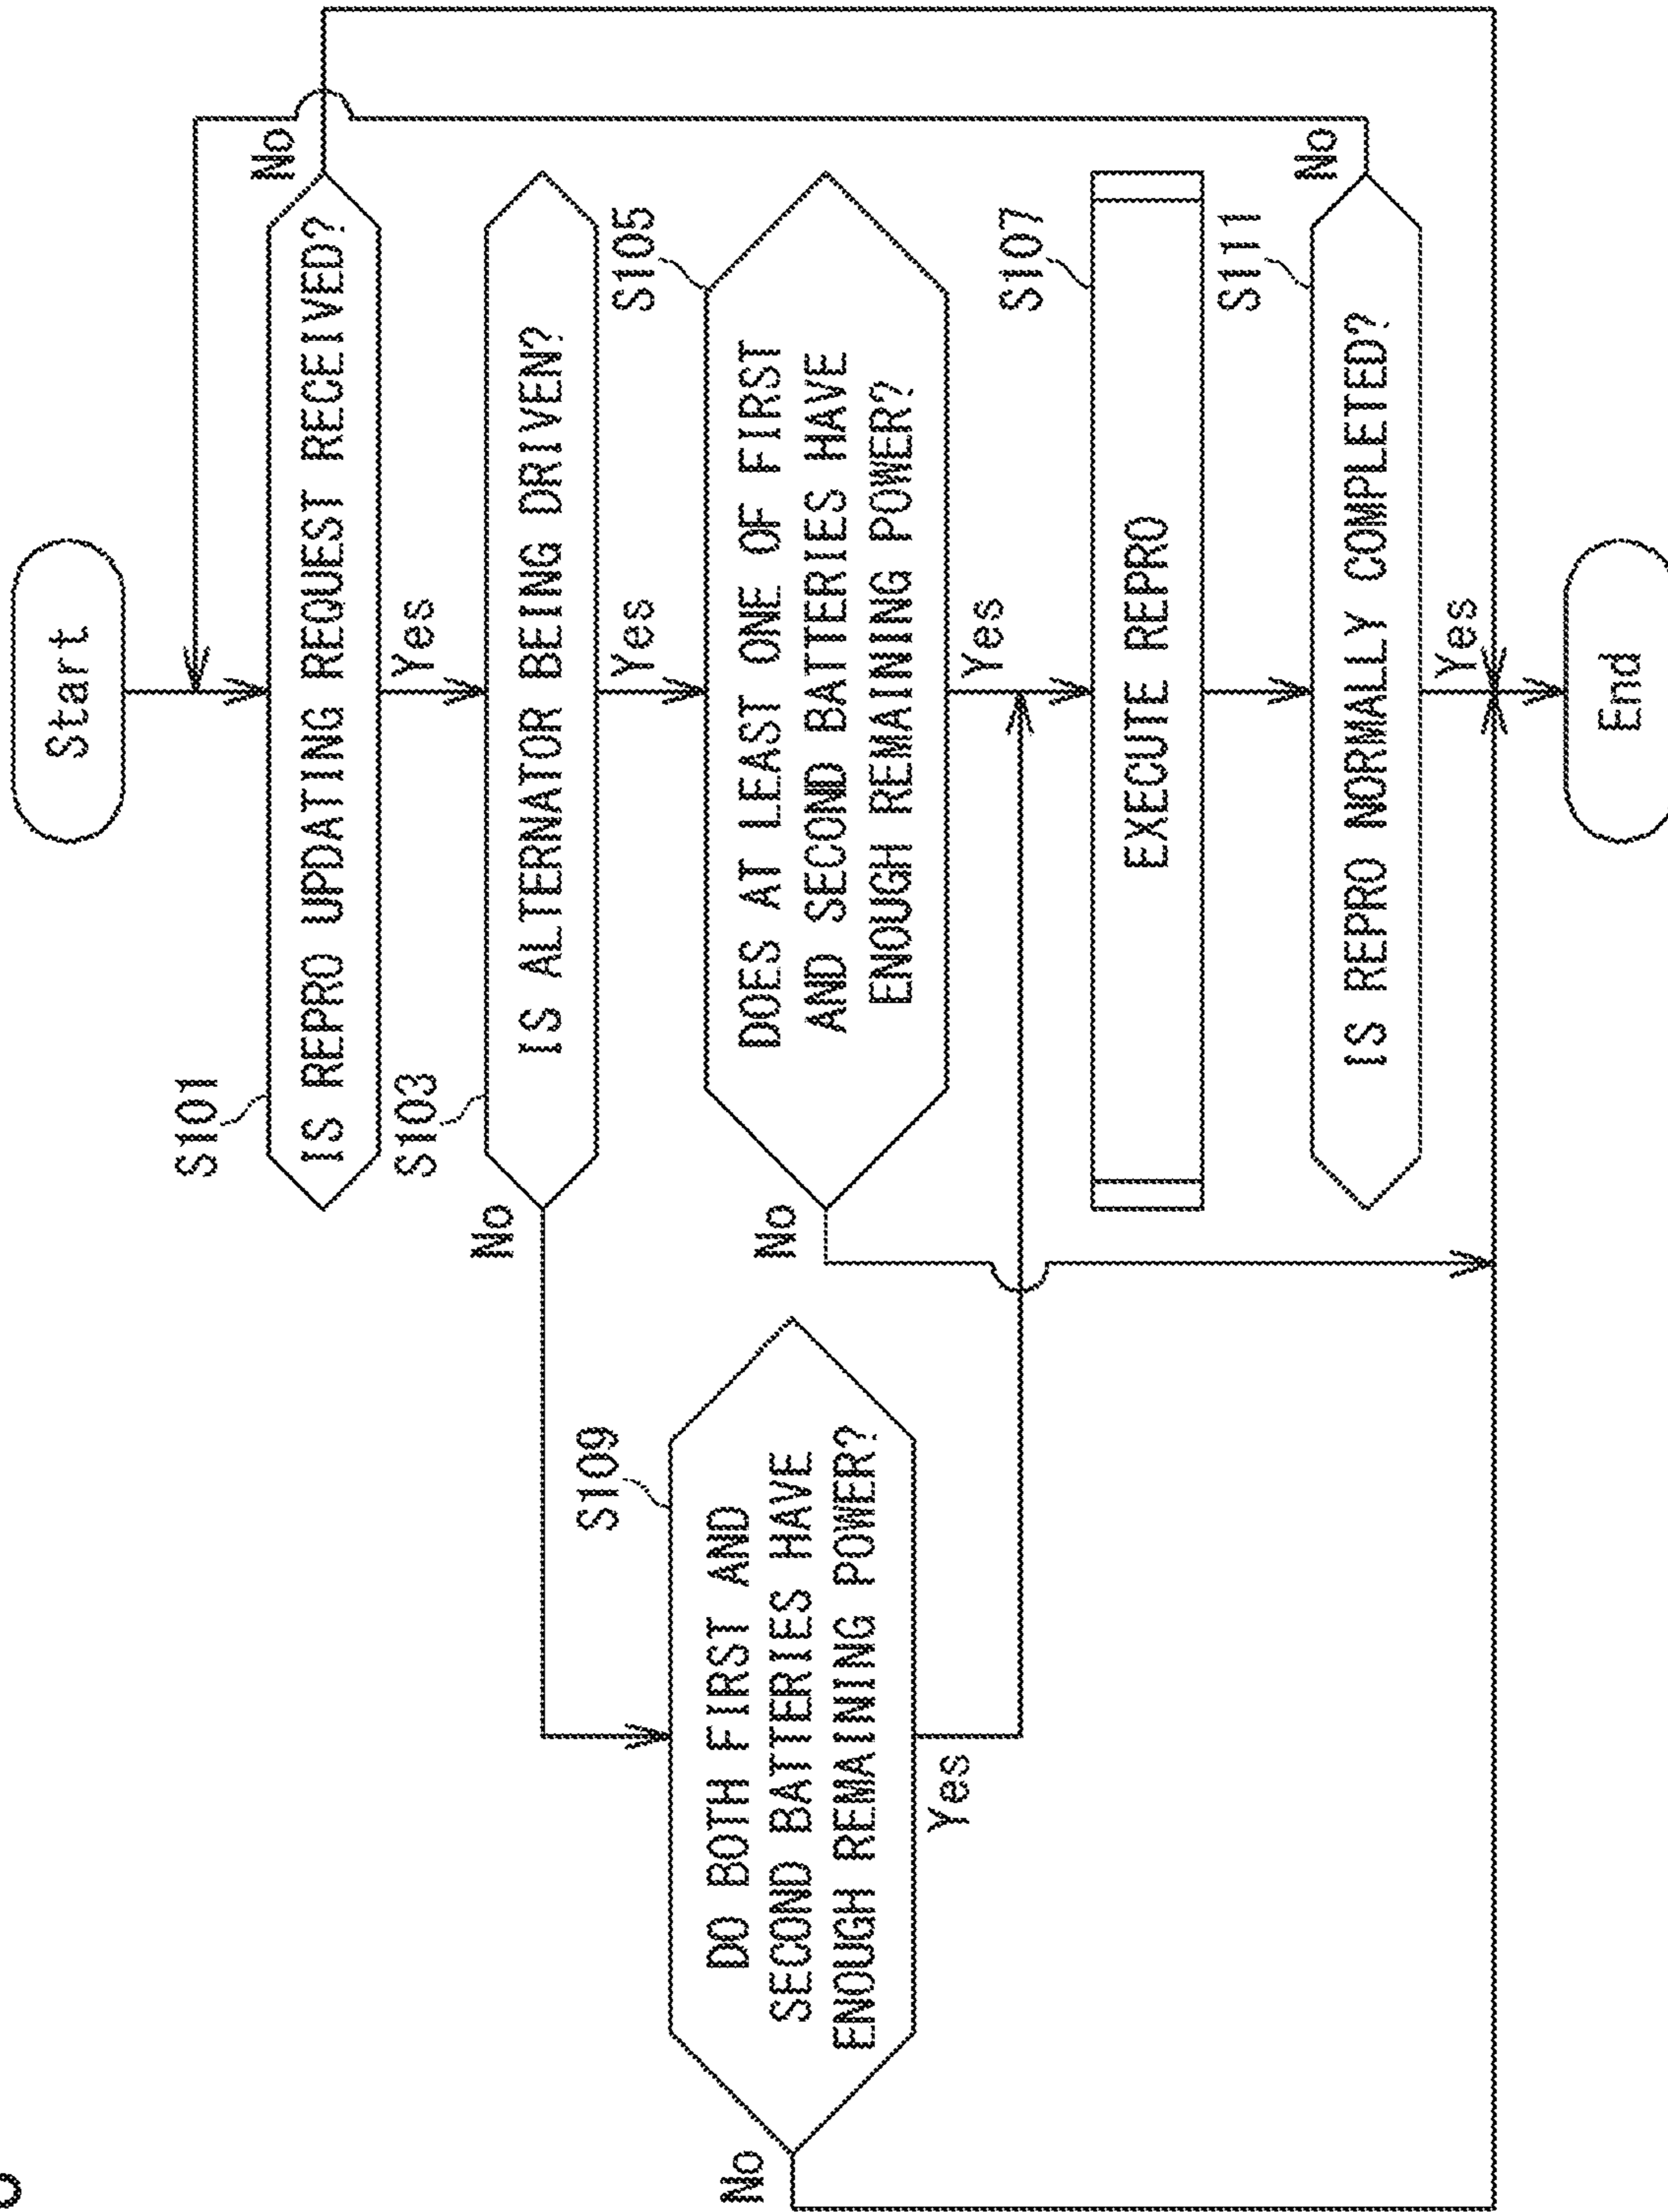 Start
S101
IS REPRO UPDATING REQUEST RECEIVED?
No
Yes
S103
IS ALTERNATOR BEING DRIVEN?
No
Yes
S105
DOES AT LEAST ONE OF FIRST
AND SECOND BATTERIES HAVE
ENOUGH REMAINING POWER?
No
Yes
S109
DO BOTH FIRST AND
SECOND BATTERIES HAVE
ENOUGH REMAINING POWER?
No
Yes
S107
EXECUTE REPRO
S111
IS REPRO NORMALLY COMPLETED?
No
Yes
End